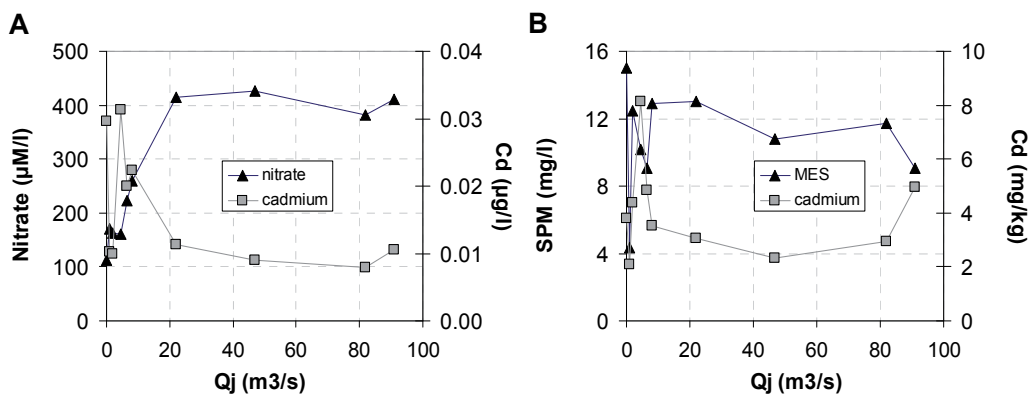 A
B
500
400
300
200
100
0
Nitrate (µM/l)
0.04
0.03
0.02
0.01
0.00
Cd (µg/l)
nitrate
cadmium
0 20 40 60 80 100
Qj (m3/s)
16
12
8
4
0
SPM (mg/l)
10
8
6
4
2
0
Cd (mg/kg)
MES
cadmium
0 20 40 60 80 100
Qj (m3/s)